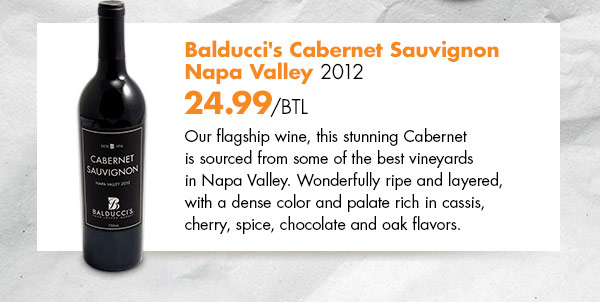 Balducci's Cabernet Sauvignon
Napa Valley 2012
24.99/BTL
Our flagship wine, this stunning Cabernet
is sourced from some of the best vineyards
in Napa Valley. Wonderfully ripe and layered,
with a dense color and palate rich in cassis,
cherry, spice, chocolate and oak flavors.
CABERNET
SAUVIGNON
NAPA VALLEY 2012
B
BALDUCCI'S
750ml